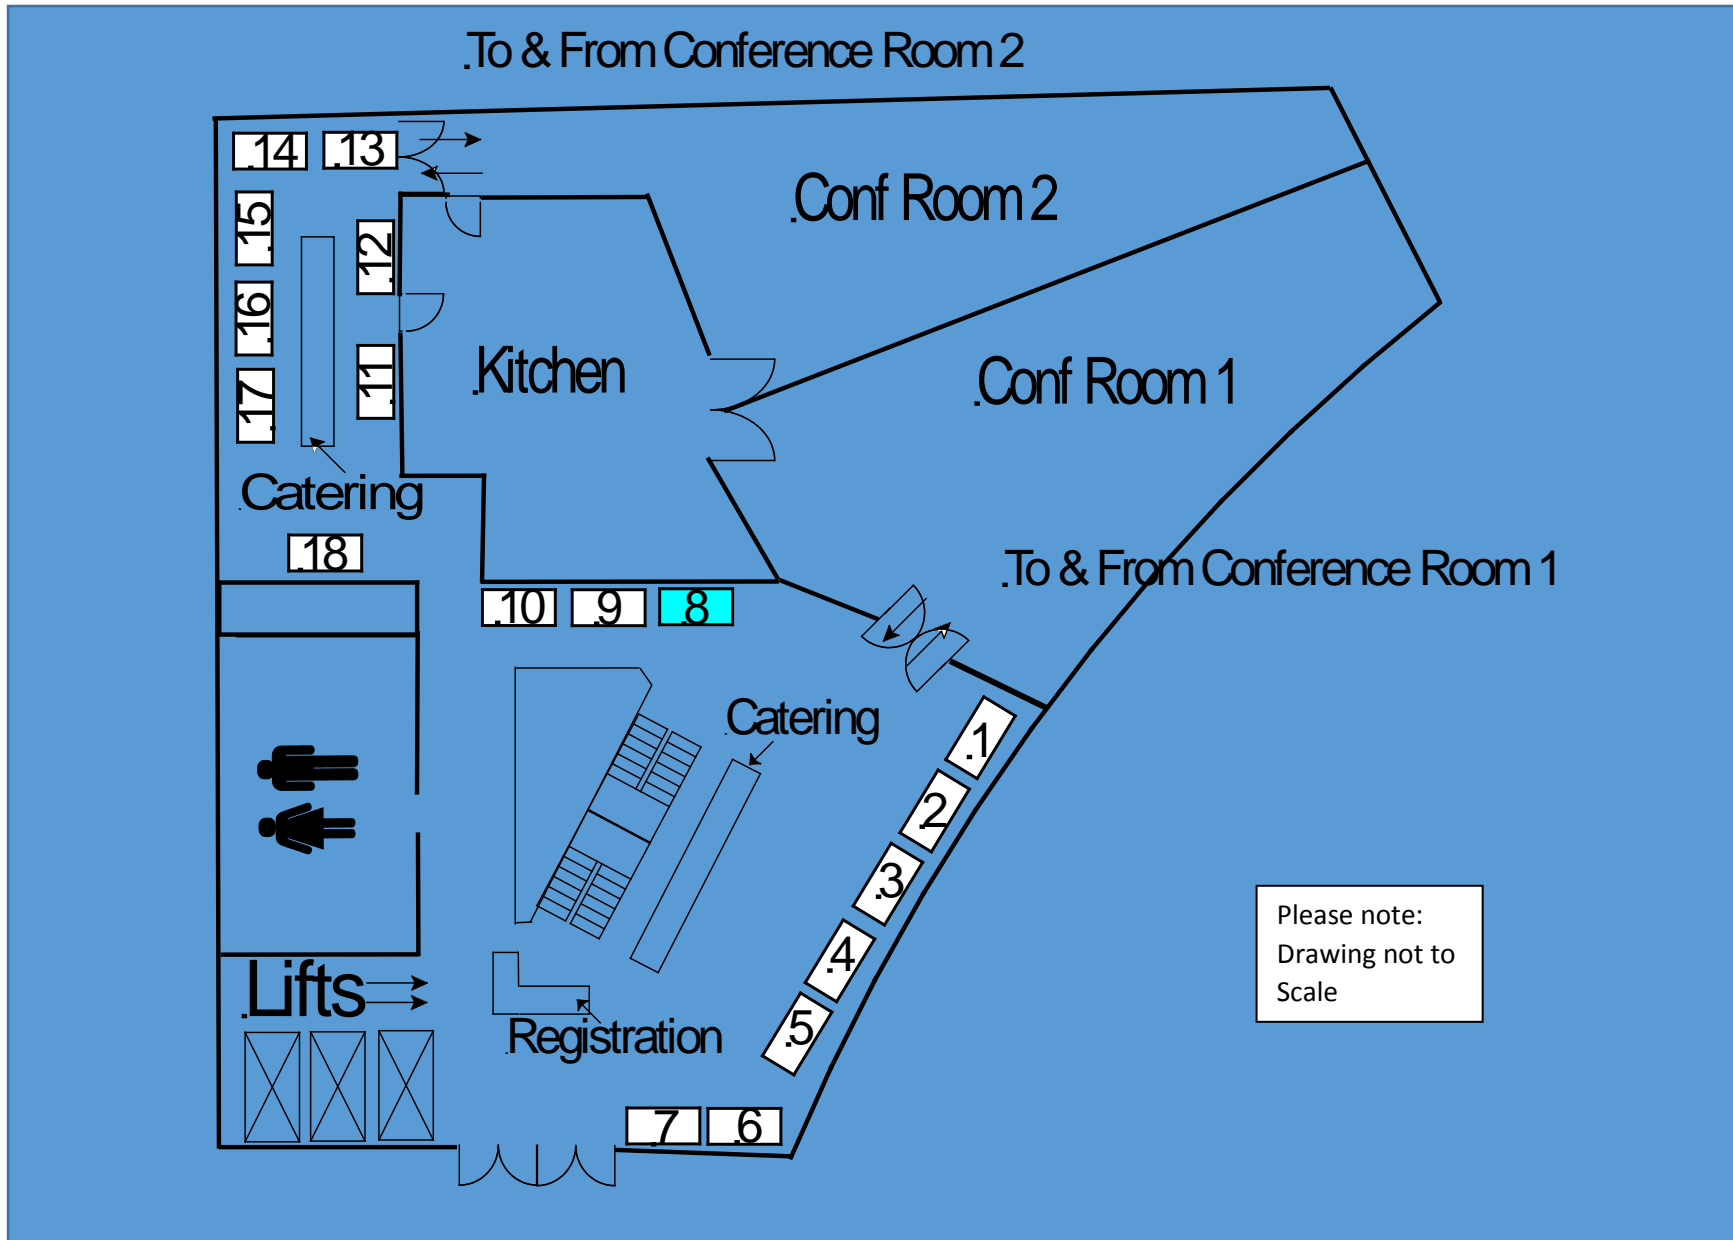 .To & From Conference Room 2
.14
.13
.Conf Room 2
.15
.12
.16
.Kitchen
.Conf Room 1
.11
.17
.Catering
.18
.To & From Conference Room 1
.10
.9
.8
.Catering
.1
.2
.3
.4
.Lifts
.5
.Registration
.7
.6
Please note:
Drawing not to
Scale